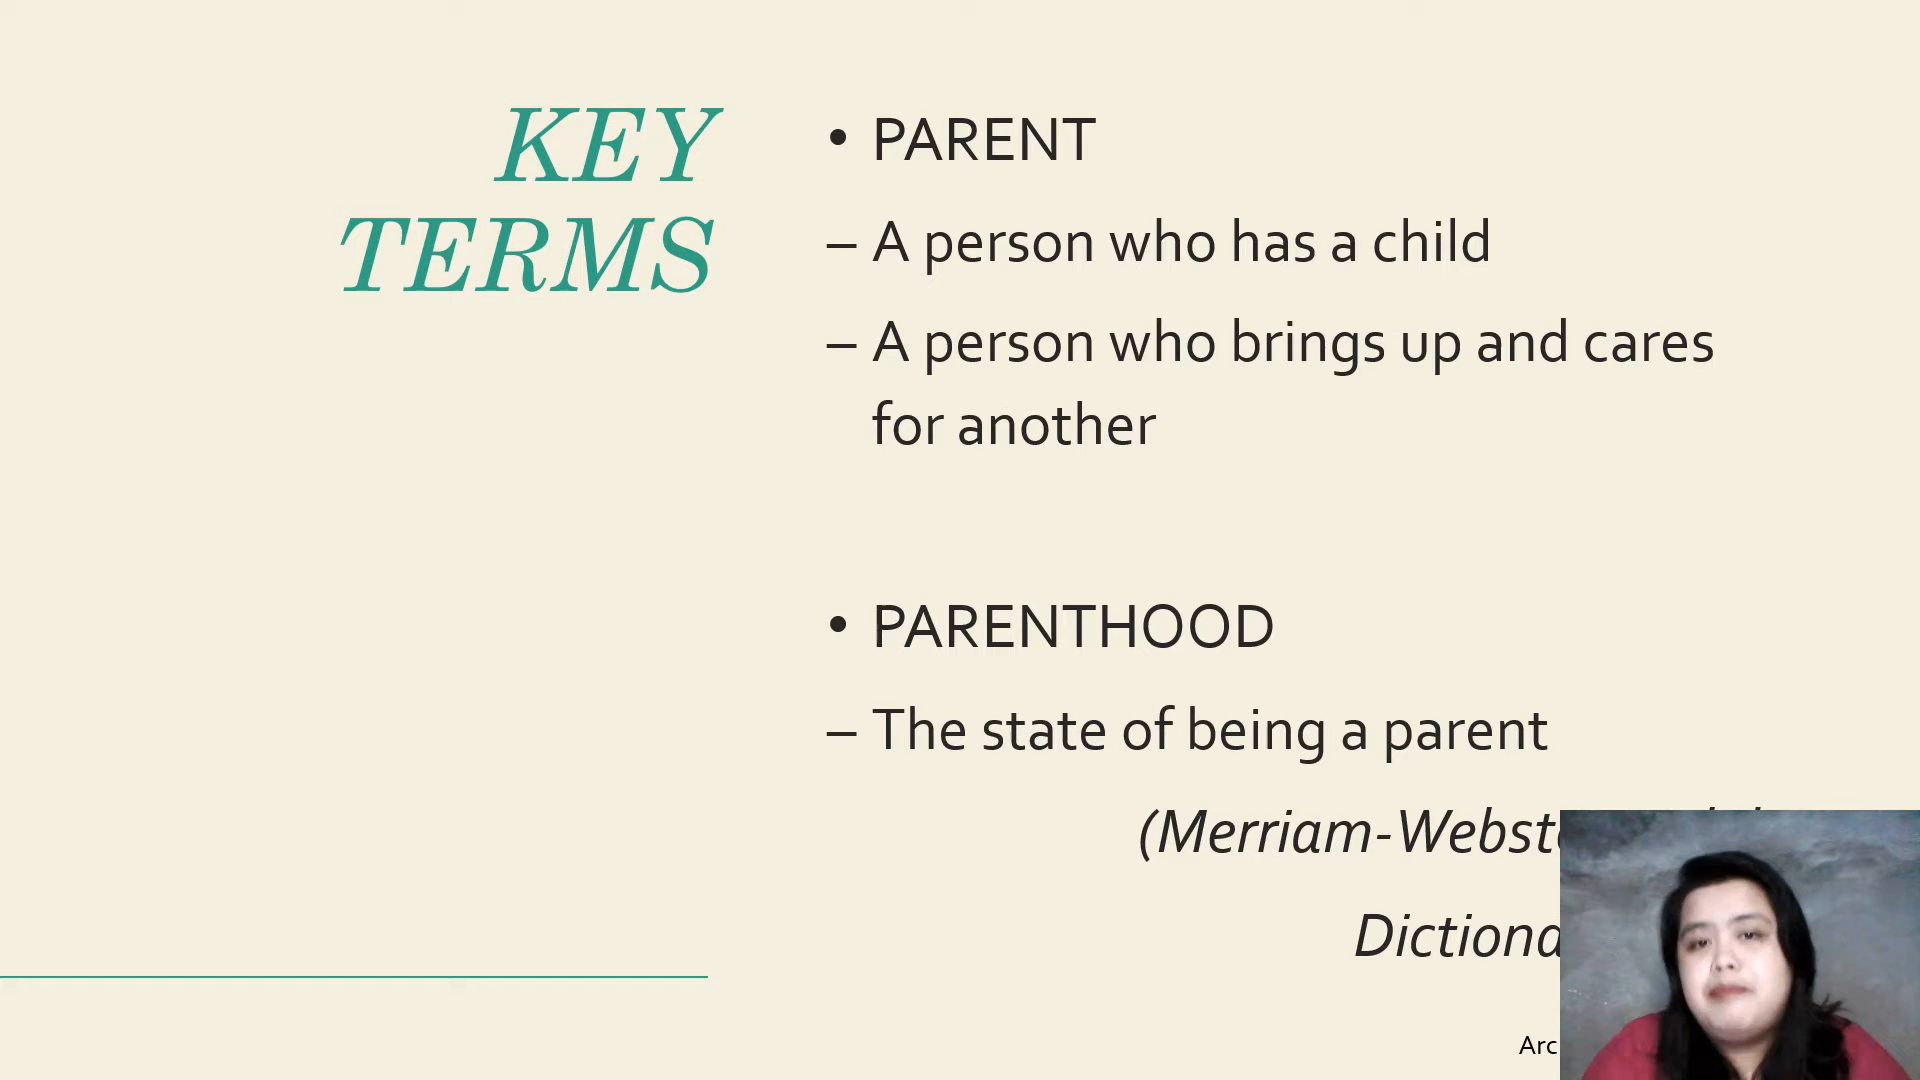 KEY
TERMS
• PARENT
– A person who has a child
– A person who brings up and cares
for another
• PARENTHOOD
– The state of being a parent
(Merriam-Webst
Dictiona
Arc